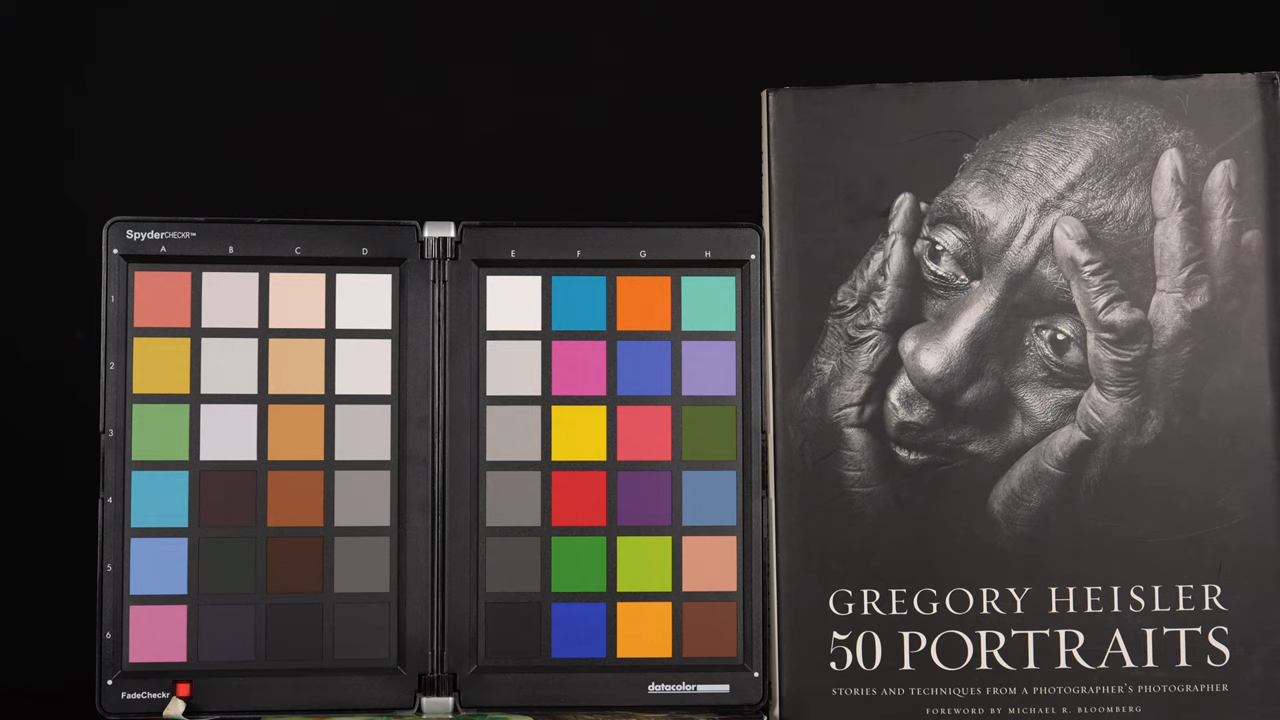 SpyderCHECKR™
A B C D
E F G H
1
2
3
4
5
6
FadeCheckr
datacolor
GREGORY HEISLER
50 PORTRAITS
STORIES AND TECHNIQUES FROM A PHOTOGRAPHER'S PHOTOGRAPHER
FOREWORD BY MICHAEL R. BLOOMBERG